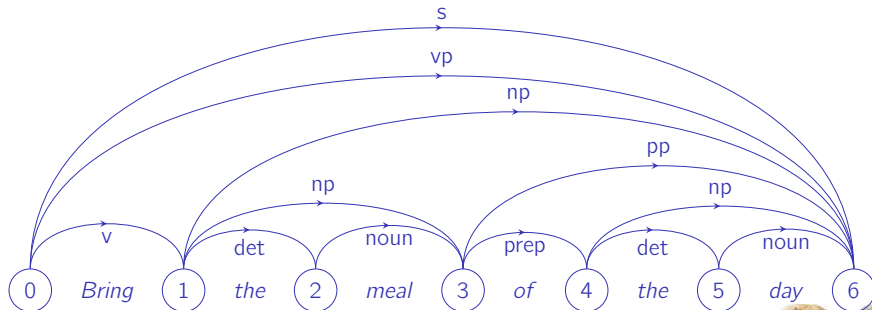 s
vp
np
pp
np
np
v
det
noun
prep
det
noun
0 Bring 1 the 2 meal 3 of 4 the 5 day 6